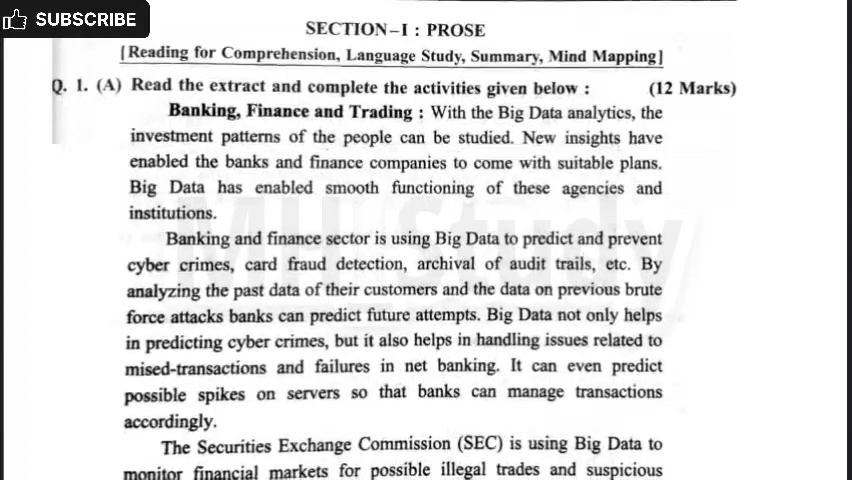 SUBSCRIBE
SECTION-I : PROSE
[Reading for Comprehension, Language Study, Summary, Mind Mapping]
Q. 1. (A) Read the extract and complete the activities given below : (12 Marks)
Banking, Finance and Trading : With the Big Data analytics, the
investment patterns of the people can be studied. New insights have
enabled the banks and finance companies to come with suitable plans.
Big Data has enabled smooth functioning of these agencies and
institutions.
Banking and finance sector is using Big Data to predict and prevent
cyber crimes, card fraud detection, archival of audit trails, etc. By
analyzing the past data of their customers and the data on previous brute
force attacks banks can predict future attempts. Big Data not only helps
in predicting cyber crimes, but it also helps in handling issues related to
mised-transactions and failures in net banking. It can even predict
possible spikes on servers so that banks can manage transactions
accordingly.
The Securities Exchange Commission (SEC) is using Big Data to
monitor financial markets for possible illegal trades and suspicious
MH Study